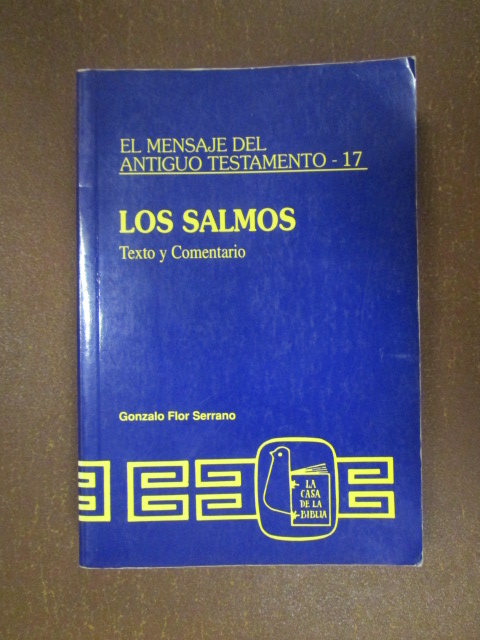 EL MENSAJE DEL
ANTIGUO TESTAMENTO - 17
LOS SALMOS
Texto y Comentario
Gonzalo Flor Serrano
LA
CASA
DE LA
BIBLIA